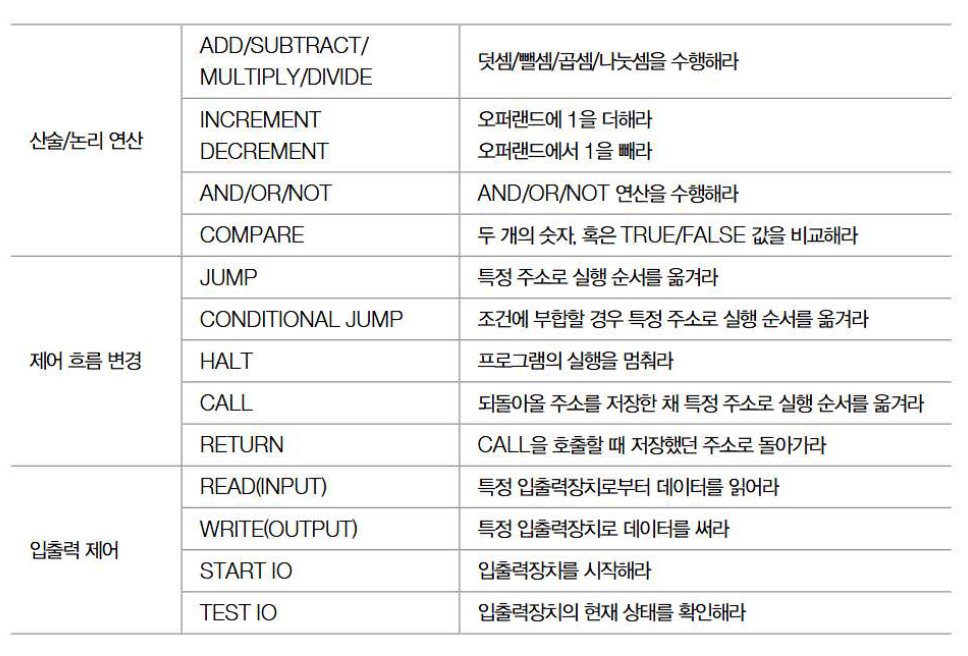 산술/논리 연산
ADD/SUBTRACT/
MULTIPLY/DIVIDE
덧셈/뺄셈/곱셈/나눗셈을 수행해라
INCREMENT
DECREMENT
오퍼랜드에 1을 더해라
오퍼랜드에서 1을 빼라
AND/OR/NOT
AND/OR/NOT 연산을 수행해라
COMPARE
두 개의 숫자, 혹은 TRUE/FALSE 값을 비교해라
제어 흐름 변경
JUMP
특정 주소로 실행 순서를 옮겨라
CONDITIONAL JUMP
조건에 부합할 경우 특정 주소로 실행 순서를 옮겨라
HALT
프로그램의 실행을 멈춰라
CALL
되돌아올 주소를 저장한 채 특정 주소로 실행 순서를 옮겨라
RETURN
CALL을 호출할 때 저장했던 주소로 돌아가라
입출력 제어
READ(INPUT)
특정 입출력장치로부터 데이터를 읽어라
WRITE(OUTPUT)
특정 입출력장치로 데이터를 써라
START IO
입출력장치를 시작해라
TEST IO
입출력장치의 현재 상태를 확인해라